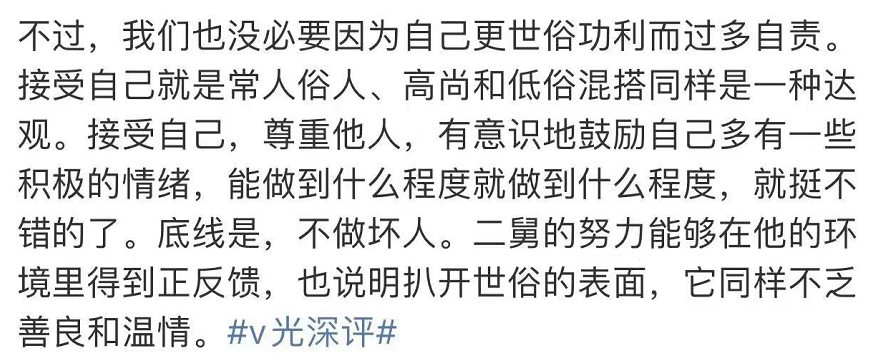 不过，我们也没必要因为自己更世俗功利而过多自责。
接受自己就是常人俗人、高尚和低俗混搭同样是一种达
观。接受自己，尊重他人，有意识地鼓励自己多有一些
积极的情绪，能做到什么程度就做到什么程度，就挺不
错的了。底线是，不做坏人。二舅的努力能够在他的环
境里得到正反馈，也说明扒开世俗的表面，它同样不乏
善良和温情。#v光深评#